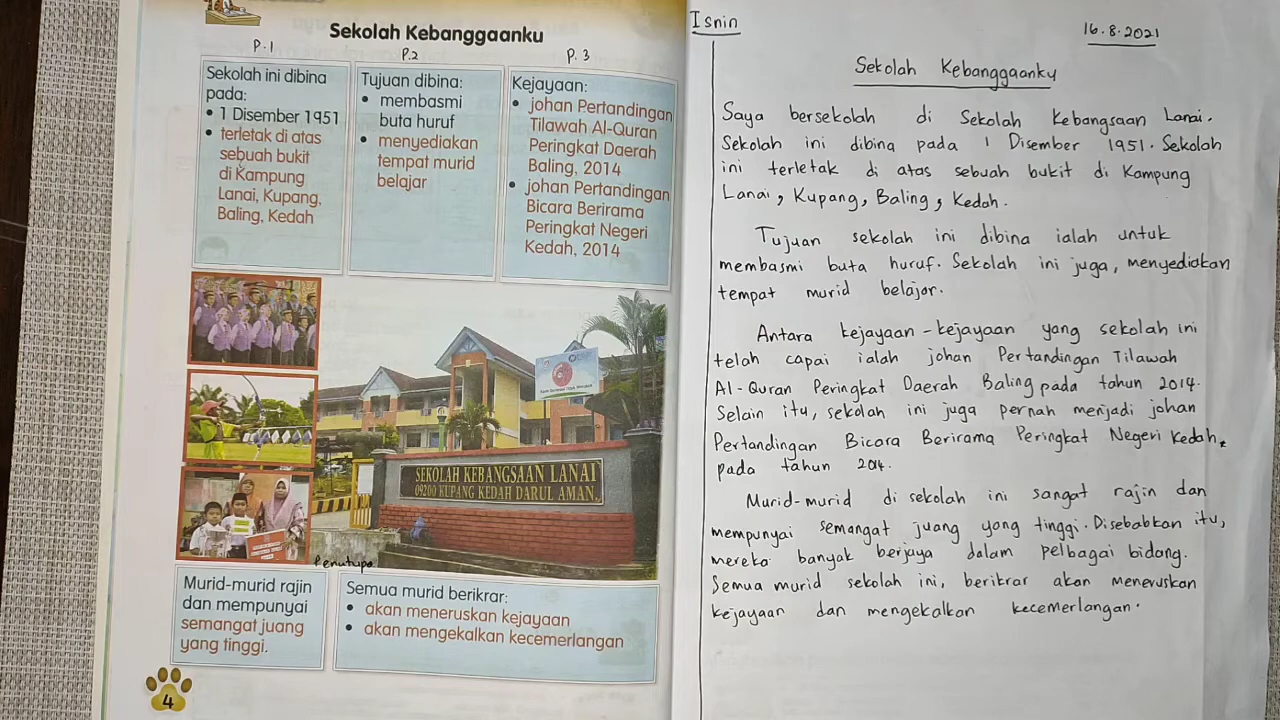 Sekolah Kebanggaanku
P.1
P.2
P.3
Sekolah ini dibina
pada:
• 1 Disember 1951
• terletak di atas
sebuah bukit
di Kampung
Lanai, Kupang,
Baling, Kedah
Tujuan dibina:
• membasmi
buta huruf
• menyediakan
tempat murid
belajar
Kejayaan:
• johan Pertandingan
Tilawah Al-Quran
Peringkat Daerah
Baling, 2014
• johan Pertandingan
Bicara Berirama
Peringkat Negeri
Kedah, 2014
SEKOLAH KEBANGSAAN LANAI
09200 KUPANG KEDAH DARUL AMAN.
Penutup
Murid-murid rajin
dan mempunyai
semangat juang
yang tinggi.
Semua murid berikrar:
• akan meneruskan kejayaan
• akan mengekalkan kecemerlangan
4
Isnin
16.8.2021
Sekolah Kebanggaanku
Saya bersekolah di Sekolah Kebangsaan Lanai.
Sekolah ini dibina pada 1 Disember 1951. Sekolah
ini terletak di atas sebuah bukit di Kampung
Lanai, Kupang, Baling, Kedah.
Tujuan sekolah ini dibina ialah untuk
membasmi buta huruf. Sekolah ini juga, menyediakan
tempat murid belajar.
Antara kejayaan-kejayaan yang sekolah ini
telah capai ialah johan Pertandingan Tilawah
Al-Quran Peringkat Daerah Baling pada tahun 2014.
Selain itu, sekolah ini juga pernah menjadi johan
Pertandingan Bicara Berirama Peringkat Negeri Kedah,
pada tahun 2014.
Murid-murid di sekolah ini sangat rajin dan
mempunyai semangat juang yang tinggi. Disebabkan itu,
mereka banyak berjaya dalam pelbagai bidang.
Semua murid sekolah ini, berikrar akan meneruskan
kejayaan dan mengekalkan kecemerlangan.